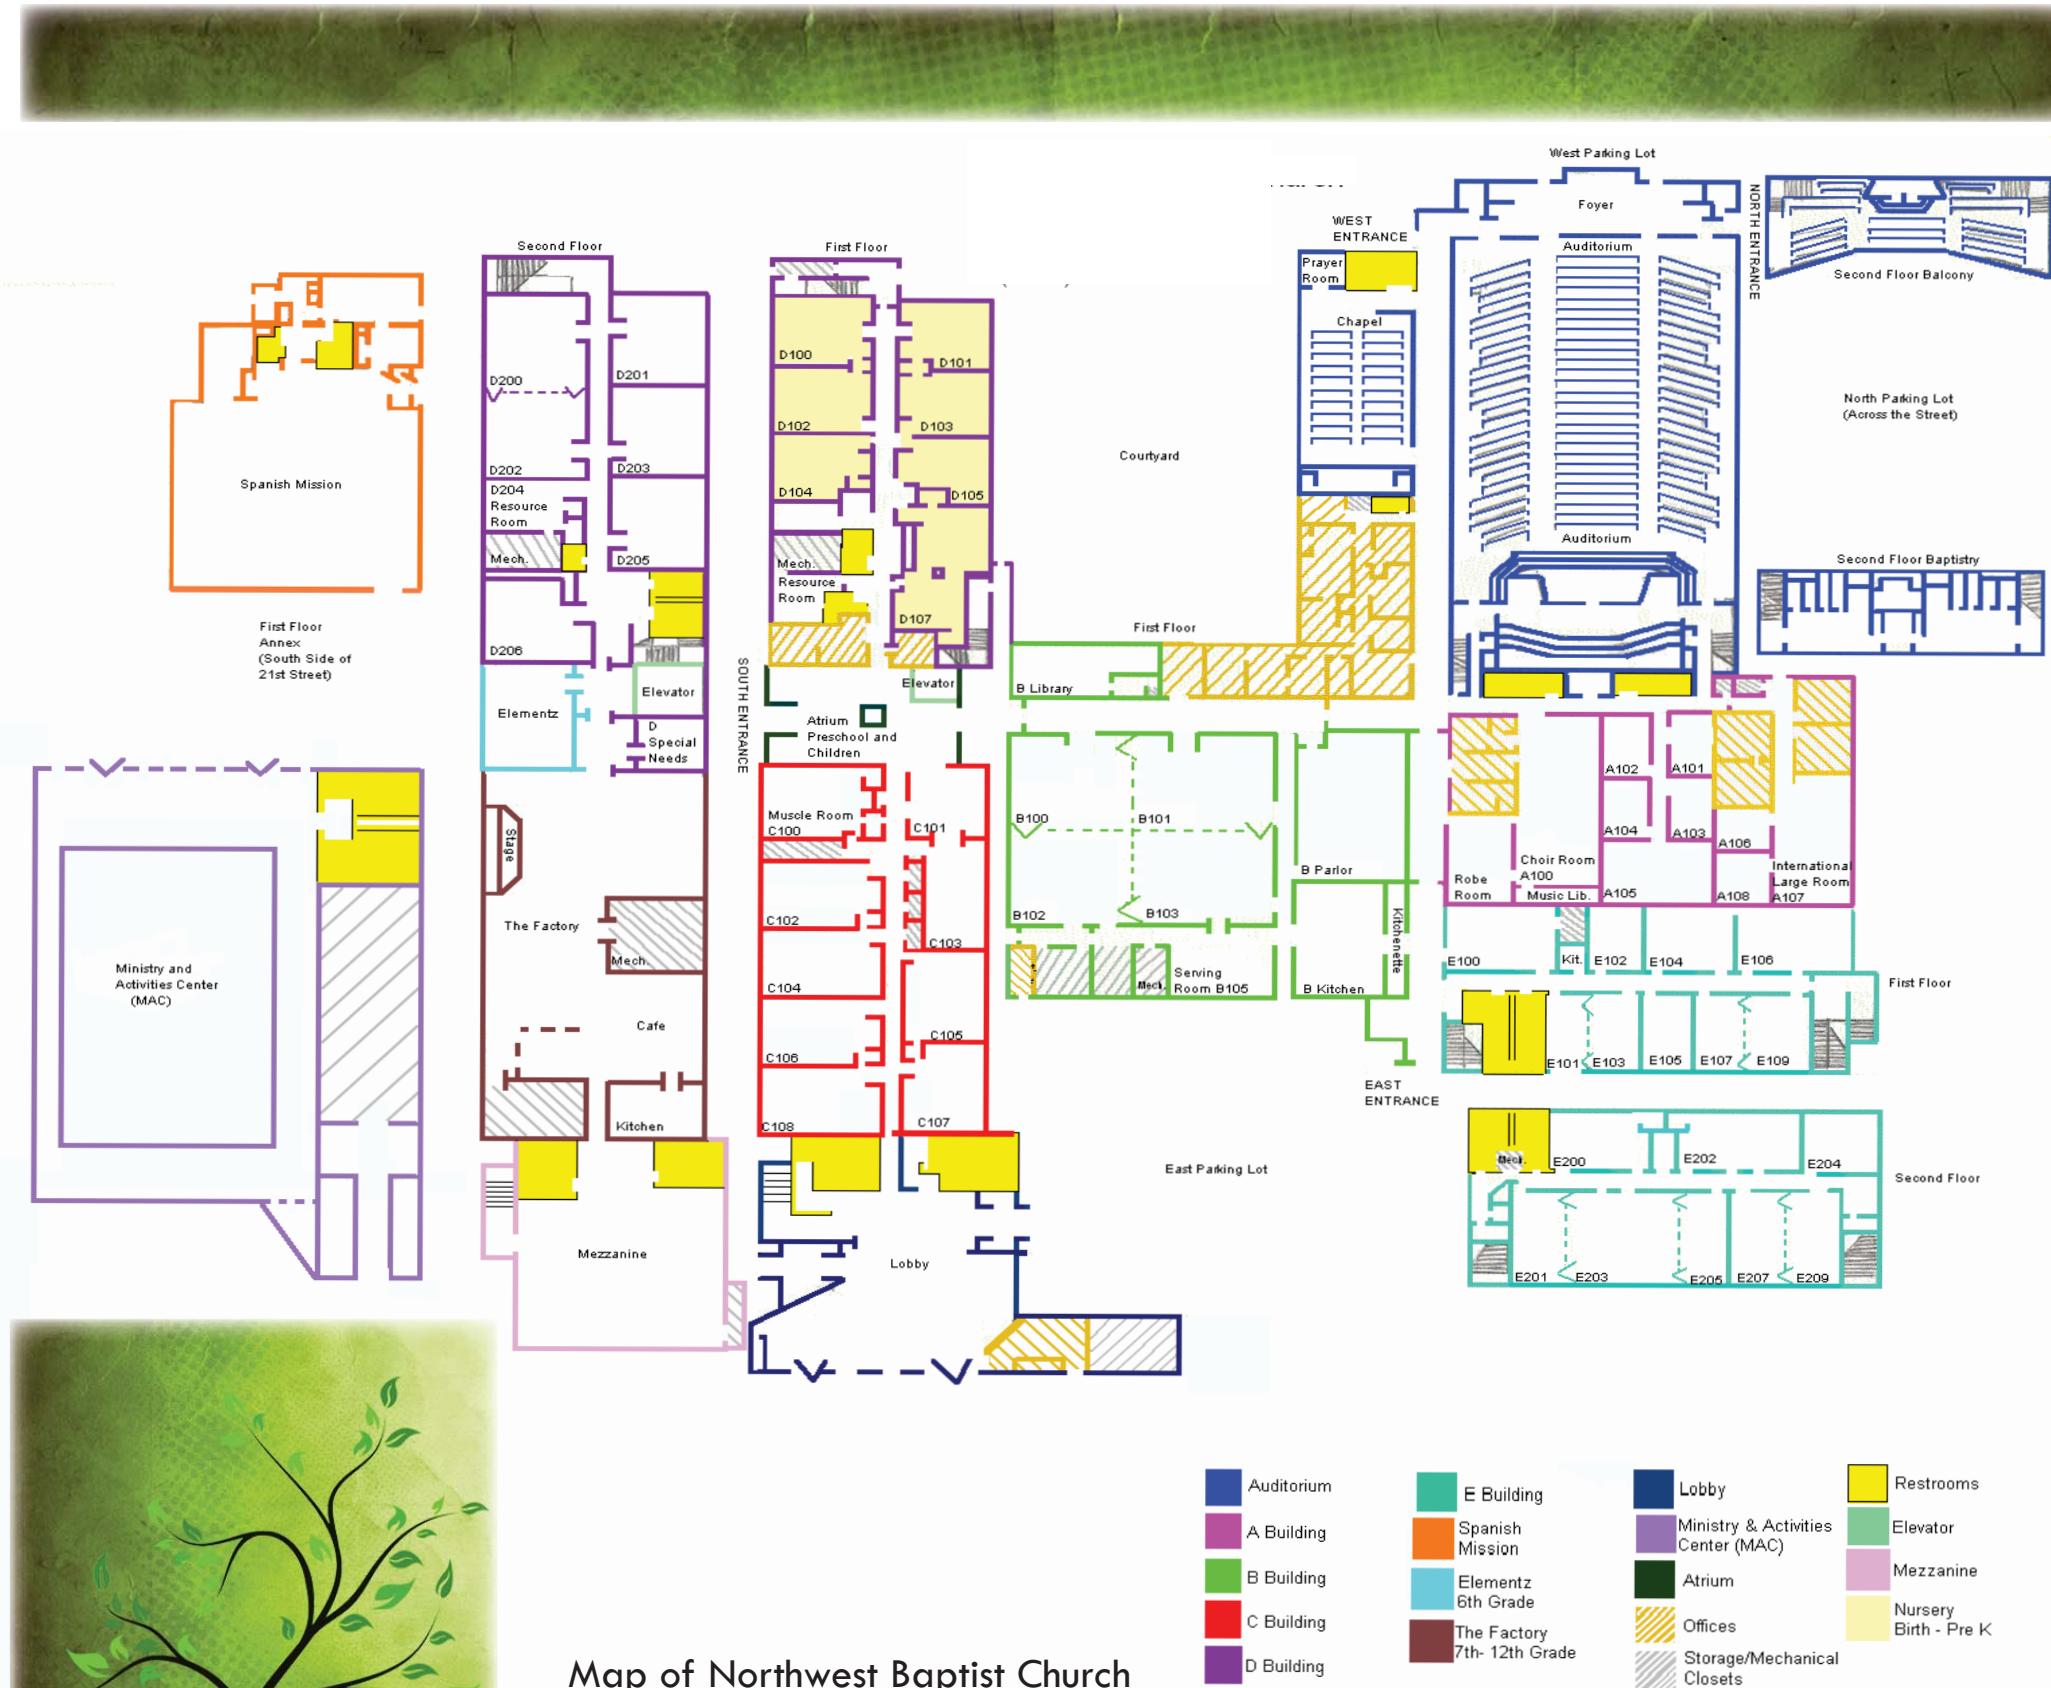 West Parking Lot
Foyer
NORTH ENTRANCE
WEST
ENTRANCE
Auditorium
Second Floor Balcony
Second Floor
First Floor
Prayer
Room
Chapel
D200
D201
D100
D101
North Parking Lot
(Across the Street)
D102
D103
Courtyard
D202
D203
Spanish Mission
D204
Resource
Room
D104
D105
Mech.
D205
Mech.
Resource
Room
Auditorium
Second Floor Baptistry
First Floor
Annex
(South Side of
21st Street)
D206
D107
First Floor
SOUTH ENTRANCE
Elementz
Elevator
Elevator
B Library
D
Special
Needs
Atrium
Preschool and
Children
Stage
Muscle Room
C100
C101
B100
B101
A102
A101
A104
A103
A106
B Parlor
Choir Room
A100
International
Large Room
A107
Robe
Room
Music Lib.
A105
A108
The Factory
Mech.
C102
C103
B102
B103
Kitchenette
Ministry and
Activities Center
(MAC)
C104
Mech.
Serving
Room B105
B Kitchen
E100
Kit.
E102
E104
E106
First Floor
Cafe
C105
C106
E101
E103
E105
E107
E109
EAST
ENTRANCE
Kitchen
C108
C107
East Parking Lot
Mech.
E200
E202
E204
Second Floor
Mezzanine
Lobby
E201
E203
E205
E207
E209
Auditorium
A Building
B Building
C Building
D Building
E Building
Spanish
Mission
Elementz
6th Grade
The Factory
7th- 12th Grade
Lobby
Ministry & Activities
Center (MAC)
Atrium
Offices
Storage/Mechanical
Closets
Restrooms
Elevator
Mezzanine
Nursery
Birth - Pre K
Map of Northwest Baptist Church